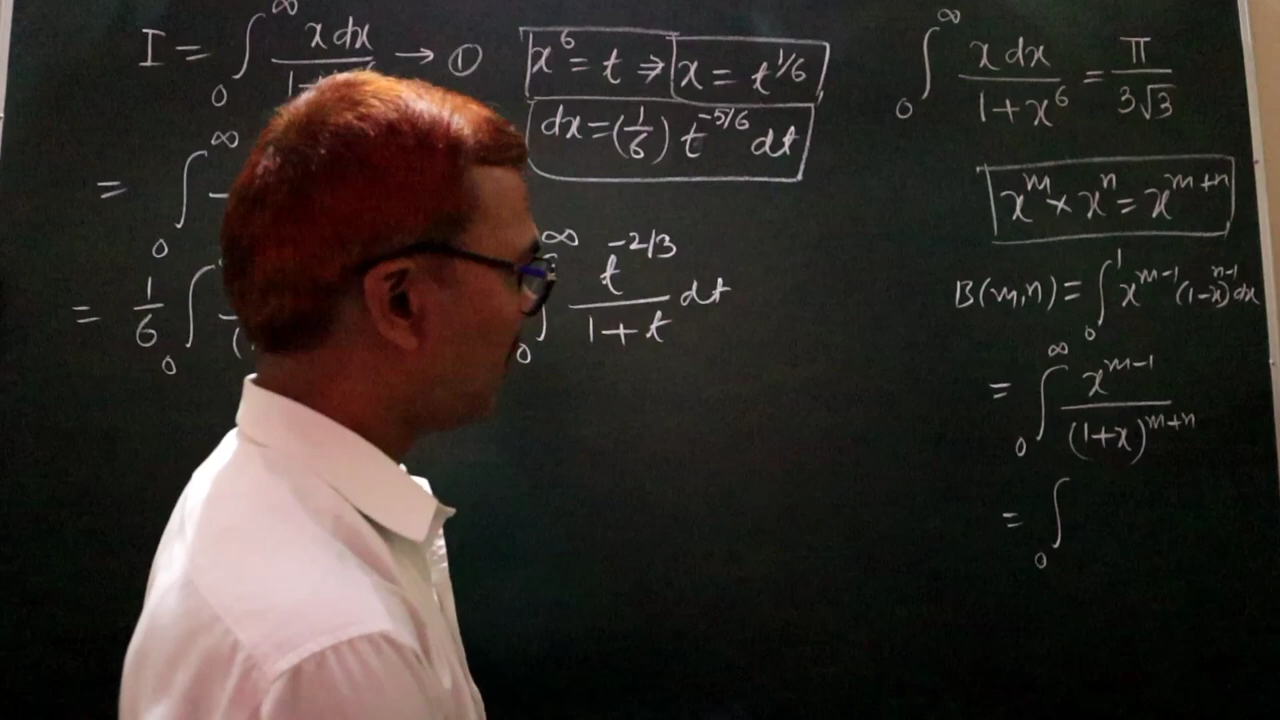 I = ∫₀^∞ x dx / → ①
x⁶ = t ⇒ x = t^{1/6}
dx = (1/6) t^{-5/6} dt
= ∫₀^∞
= 1/6 ∫₀ ∫₀^∞ t^{-2/3} / 1+t dt
∫₀^∞ x dx / 1+x⁶ = π / 3√3
x^m × x^n = x^{m+n}
B(m,n) = ∫₀^1 x^{m-1} (1-x)^{n-1} dx
= ∫₀^∞ x^{m-1} / (1+x)^{m+n}
= ∫₀